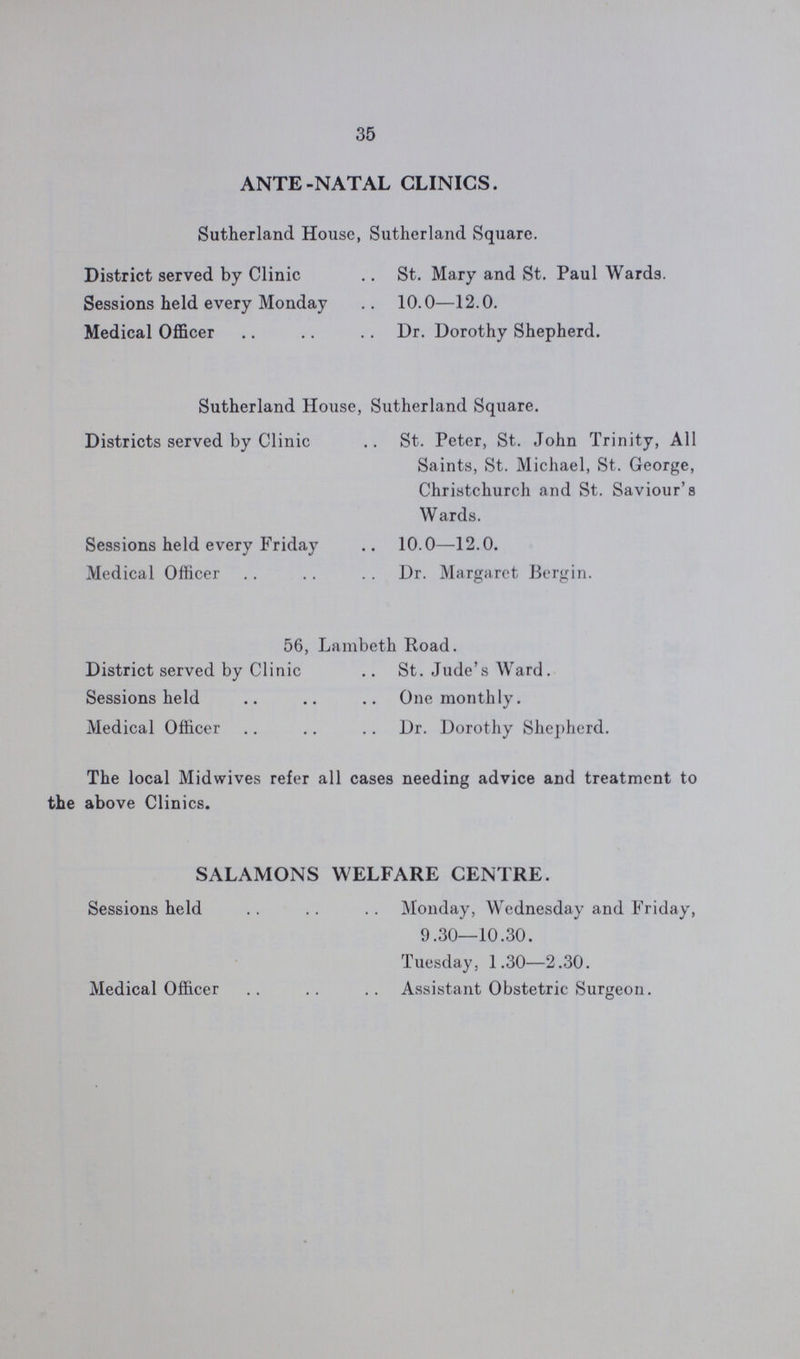 35
ANTE-NATAL CLINICS.
Sutherland House, Sutherland Square.
District served by Clinic .. St. Mary and St. Paul Wards.
Sessions held every Monday .. 10.0—12.0.
Medical Officer .. .. .. Dr. Dorothy Shepherd.
Sutherland House, Sutherland Square.
Districts served by Clinic .. St. Peter, St. John Trinity, All
Saints, St. Michael, St. George,
Christchurch and St. Saviour's
Wards.
Sessions held every Friday .. 10.0—12.0.
Medical Officer .. .. .. Dr. Margaret Bergin.
56, Lambeth Road.
District served by Clinic .. St. Jude's Ward.
Sessions held .. .. .. One monthly.
Medical Officer .. .. .. Dr. Dorothy Shepherd.
The local Midwives refer all cases needing advice and treatment to
the above Clinics.
SALAMONS WELFARE CENTRE.
Sessions held .. .. .. Monday, Wednesday and Friday,
9.30—10.30.
Tuesday, 1.30—2.30.
Medical Officer .. .. .. Assistant Obstetric Surgeon.